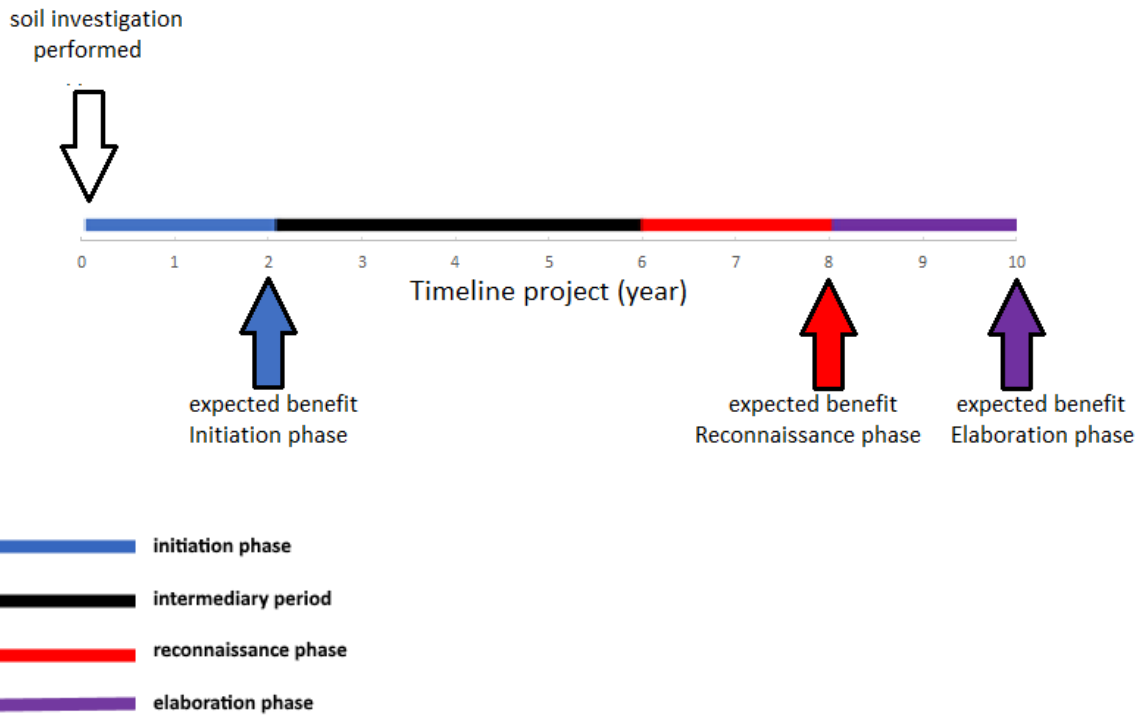 soil investigation
performed
0 1 2 3 4 5 6 7 8 9 10
Timeline project (year)
expected benefit
Initiation phase
expected benefit
Reconnaissance phase
expected benefit
Elaboration phase
initiation phase
intermediary period
reconnaissance phase
elaboration phase